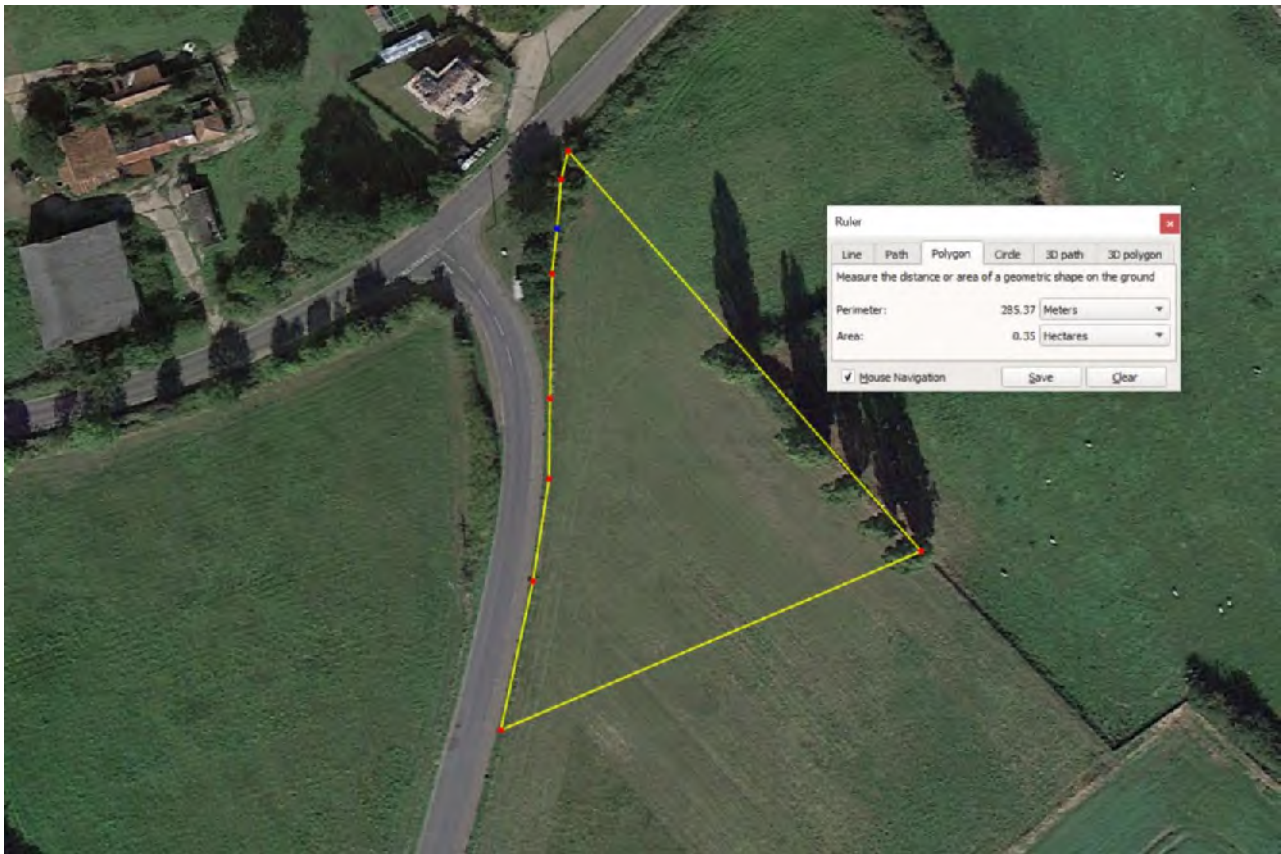 Ruler
Line Path Polygon Circle 3D path 3D polygon
Measure the distance or area of a geometric shape on the ground
Perimeter: 285.37 Meters
Area: 0.35 Hectares
Mouse Navigation Save Clear